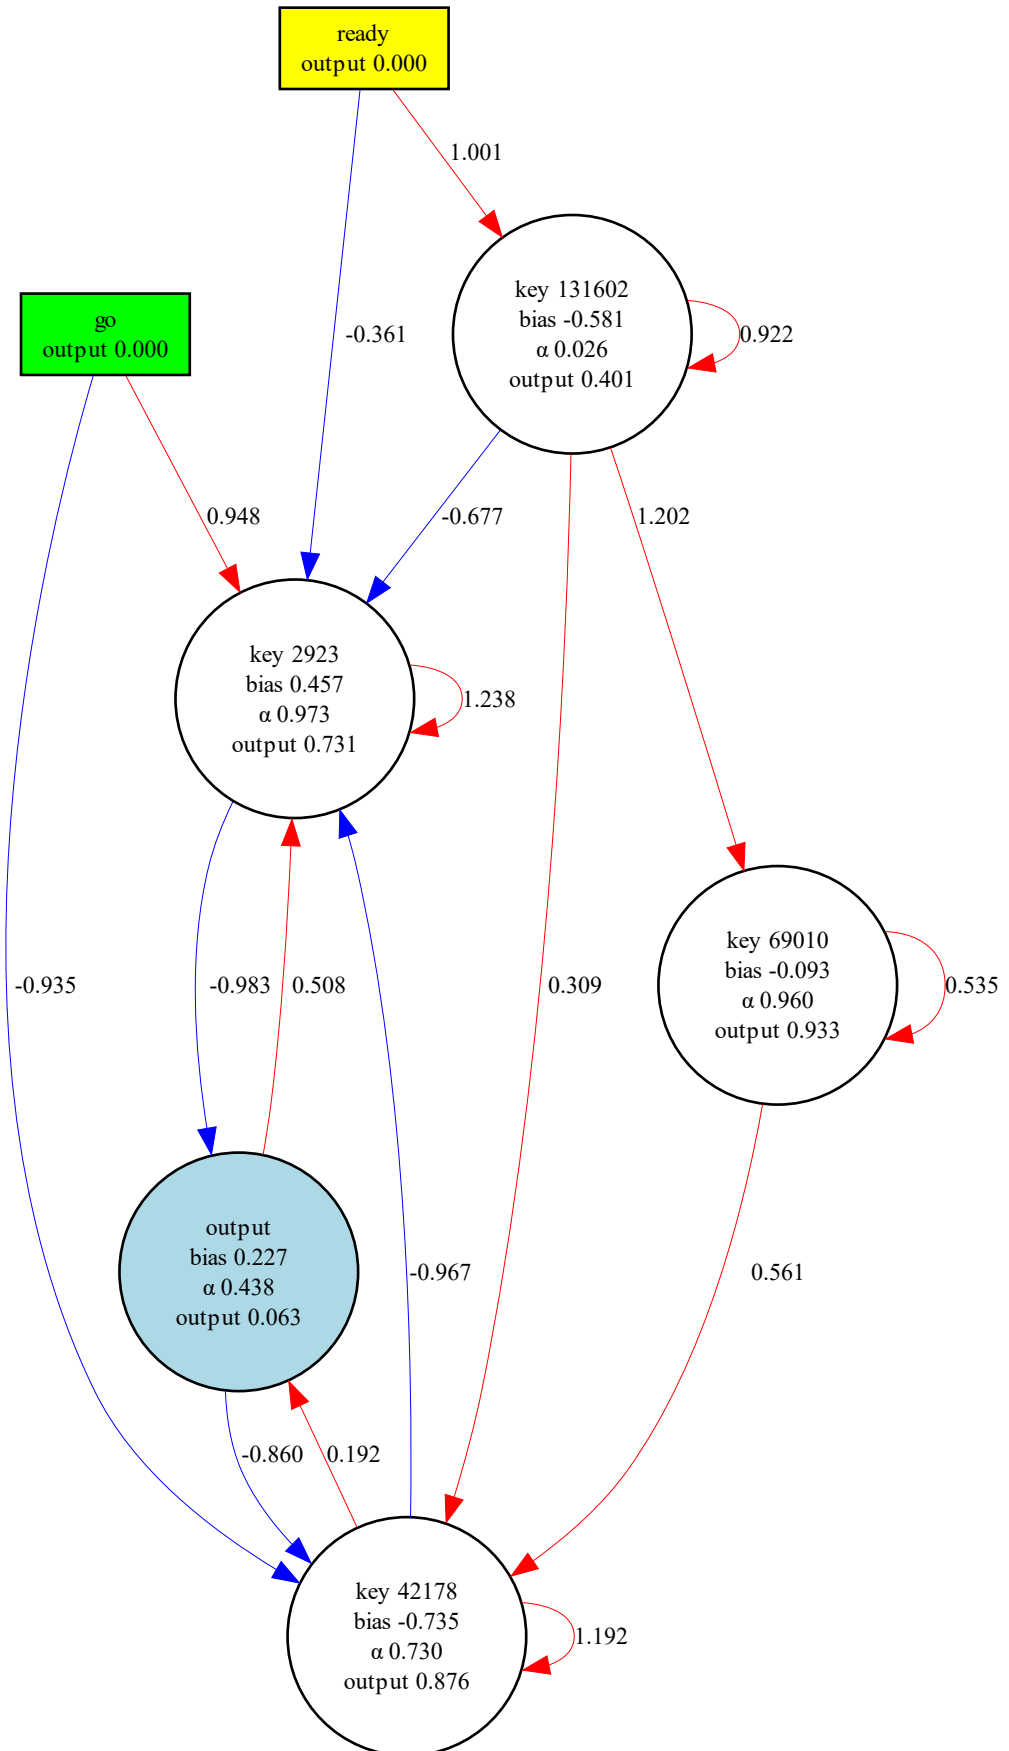 ready
output 0.000
1.001
key 131602
bias -0.581
α 0.026
output 0.401
0.922
go
output 0.000
-0.361
0.948
-0.677
1.202
key 2923
bias 0.457
α 0.973
output 0.731
1.238
key 69010
bias -0.093
α 0.960
output 0.933
0.535
-0.935
-0.983
0.508
0.309
output
bias 0.227
α 0.438
output 0.063
-0.967
0.561
-0.860
0.192
key 42178
bias -0.735
α 0.730
output 0.876
1.192